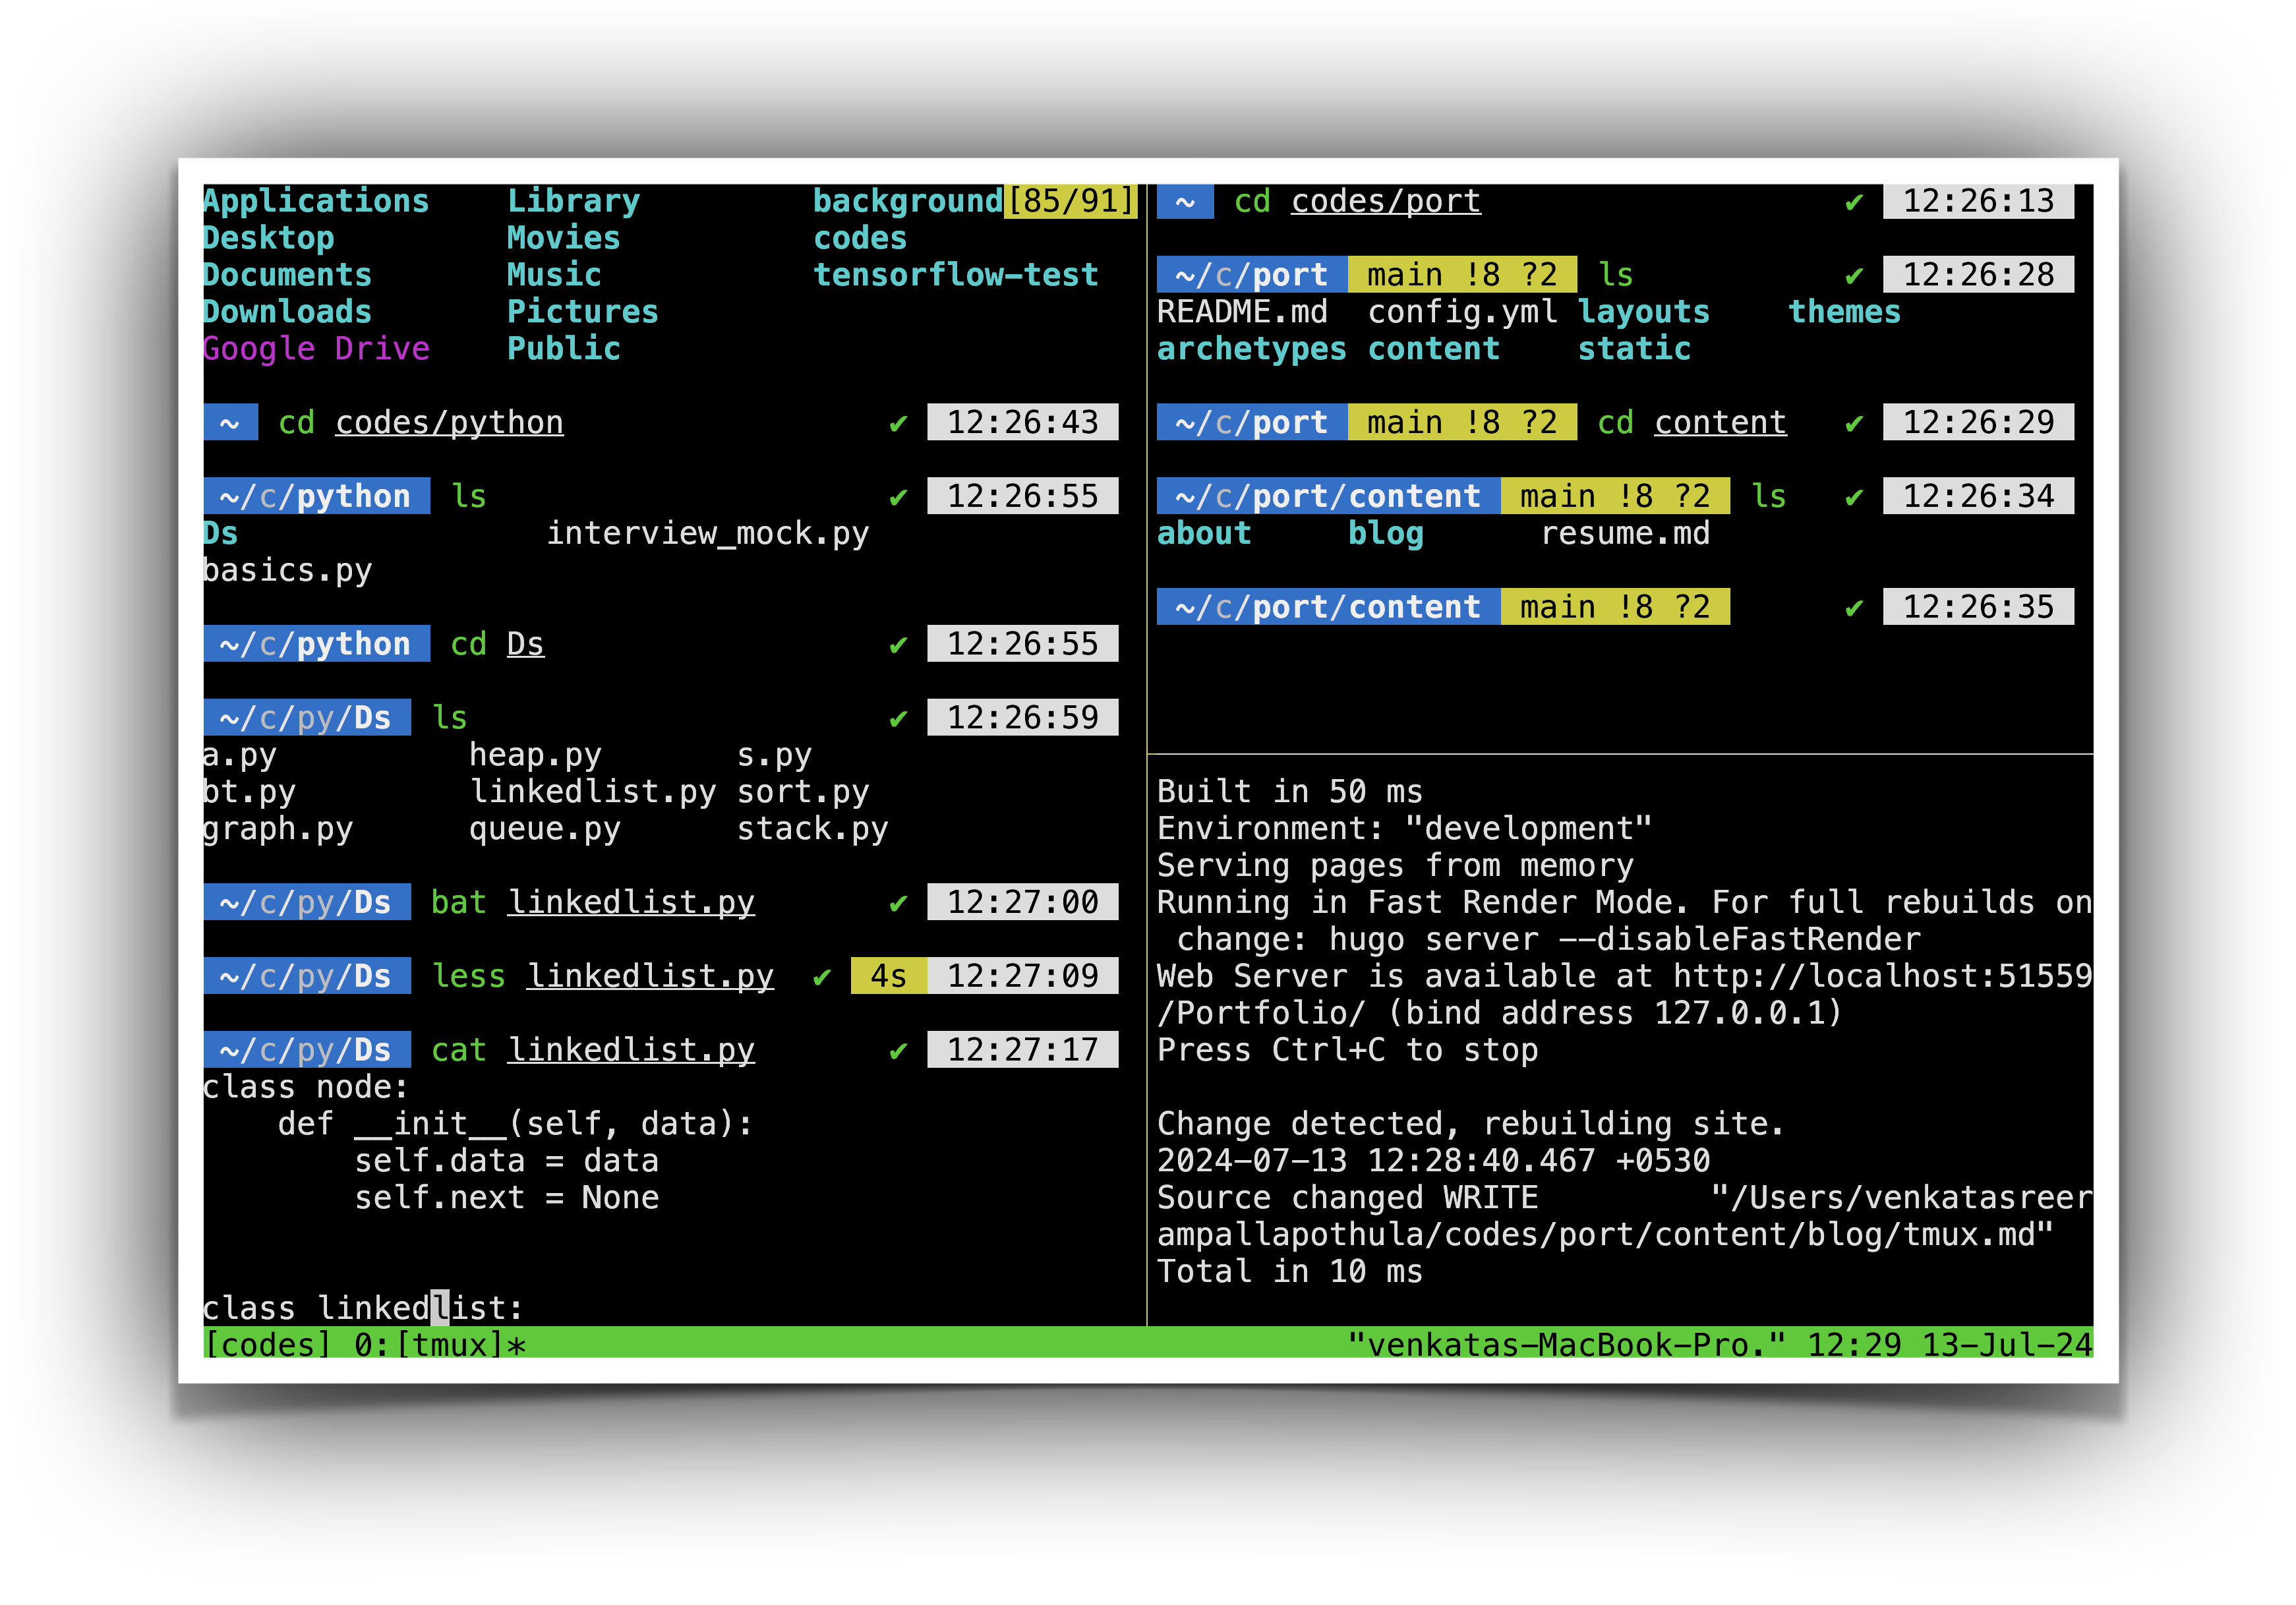 Applications    Library         background[85/91]
Desktop         Movies          codes
Documents       Music           tensorflow-test
Downloads       Pictures
Google Drive    Public
~ cd codes/python ✔ 12:26:43
~/c/python ls ✔ 12:26:55
Ds                interview_mock.py
basics.py
~/c/python cd Ds ✔ 12:26:55
~/c/py/Ds ls ✔ 12:26:59
a.py          heap.py       s.py
bt.py         linkedlist.py sort.py
graph.py      queue.py      stack.py
~/c/py/Ds bat linkedlist.py ✔ 12:27:00
~/c/py/Ds less linkedlist.py ✔ 4s 12:27:09
~/c/py/Ds cat linkedlist.py ✔ 12:27:17
class node:
    def __init__(self, data):
        self.data = data
        self.next = None
class linkedlist:
~ cd codes/port ✔ 12:26:13
~/c/port main !8 ?2 ls ✔ 12:26:28
README.md  config.yml layouts    themes
archetypes content    static
~/c/port main !8 ?2 cd content ✔ 12:26:29
~/c/port/content main !8 ?2 ls ✔ 12:26:34
about     blog      resume.md
~/c/port/content main !8 ?2 ✔ 12:26:35
Built in 50 ms
Environment: "development"
Serving pages from memory
Running in Fast Render Mode. For full rebuilds on
 change: hugo server --disableFastRender
Web Server is available at http://localhost:51559
/Portfolio/ (bind address 127.0.0.1)
Press Ctrl+C to stop
Change detected, rebuilding site.
2024-07-13 12:28:40.467 +0530
Source changed WRITE         "/Users/venkatasreer
ampallapothula/codes/port/content/blog/tmux.md"
Total in 10 ms
[codes] 0:[tmux]* "venkatas-MacBook-Pro." 12:29 13-Jul-24